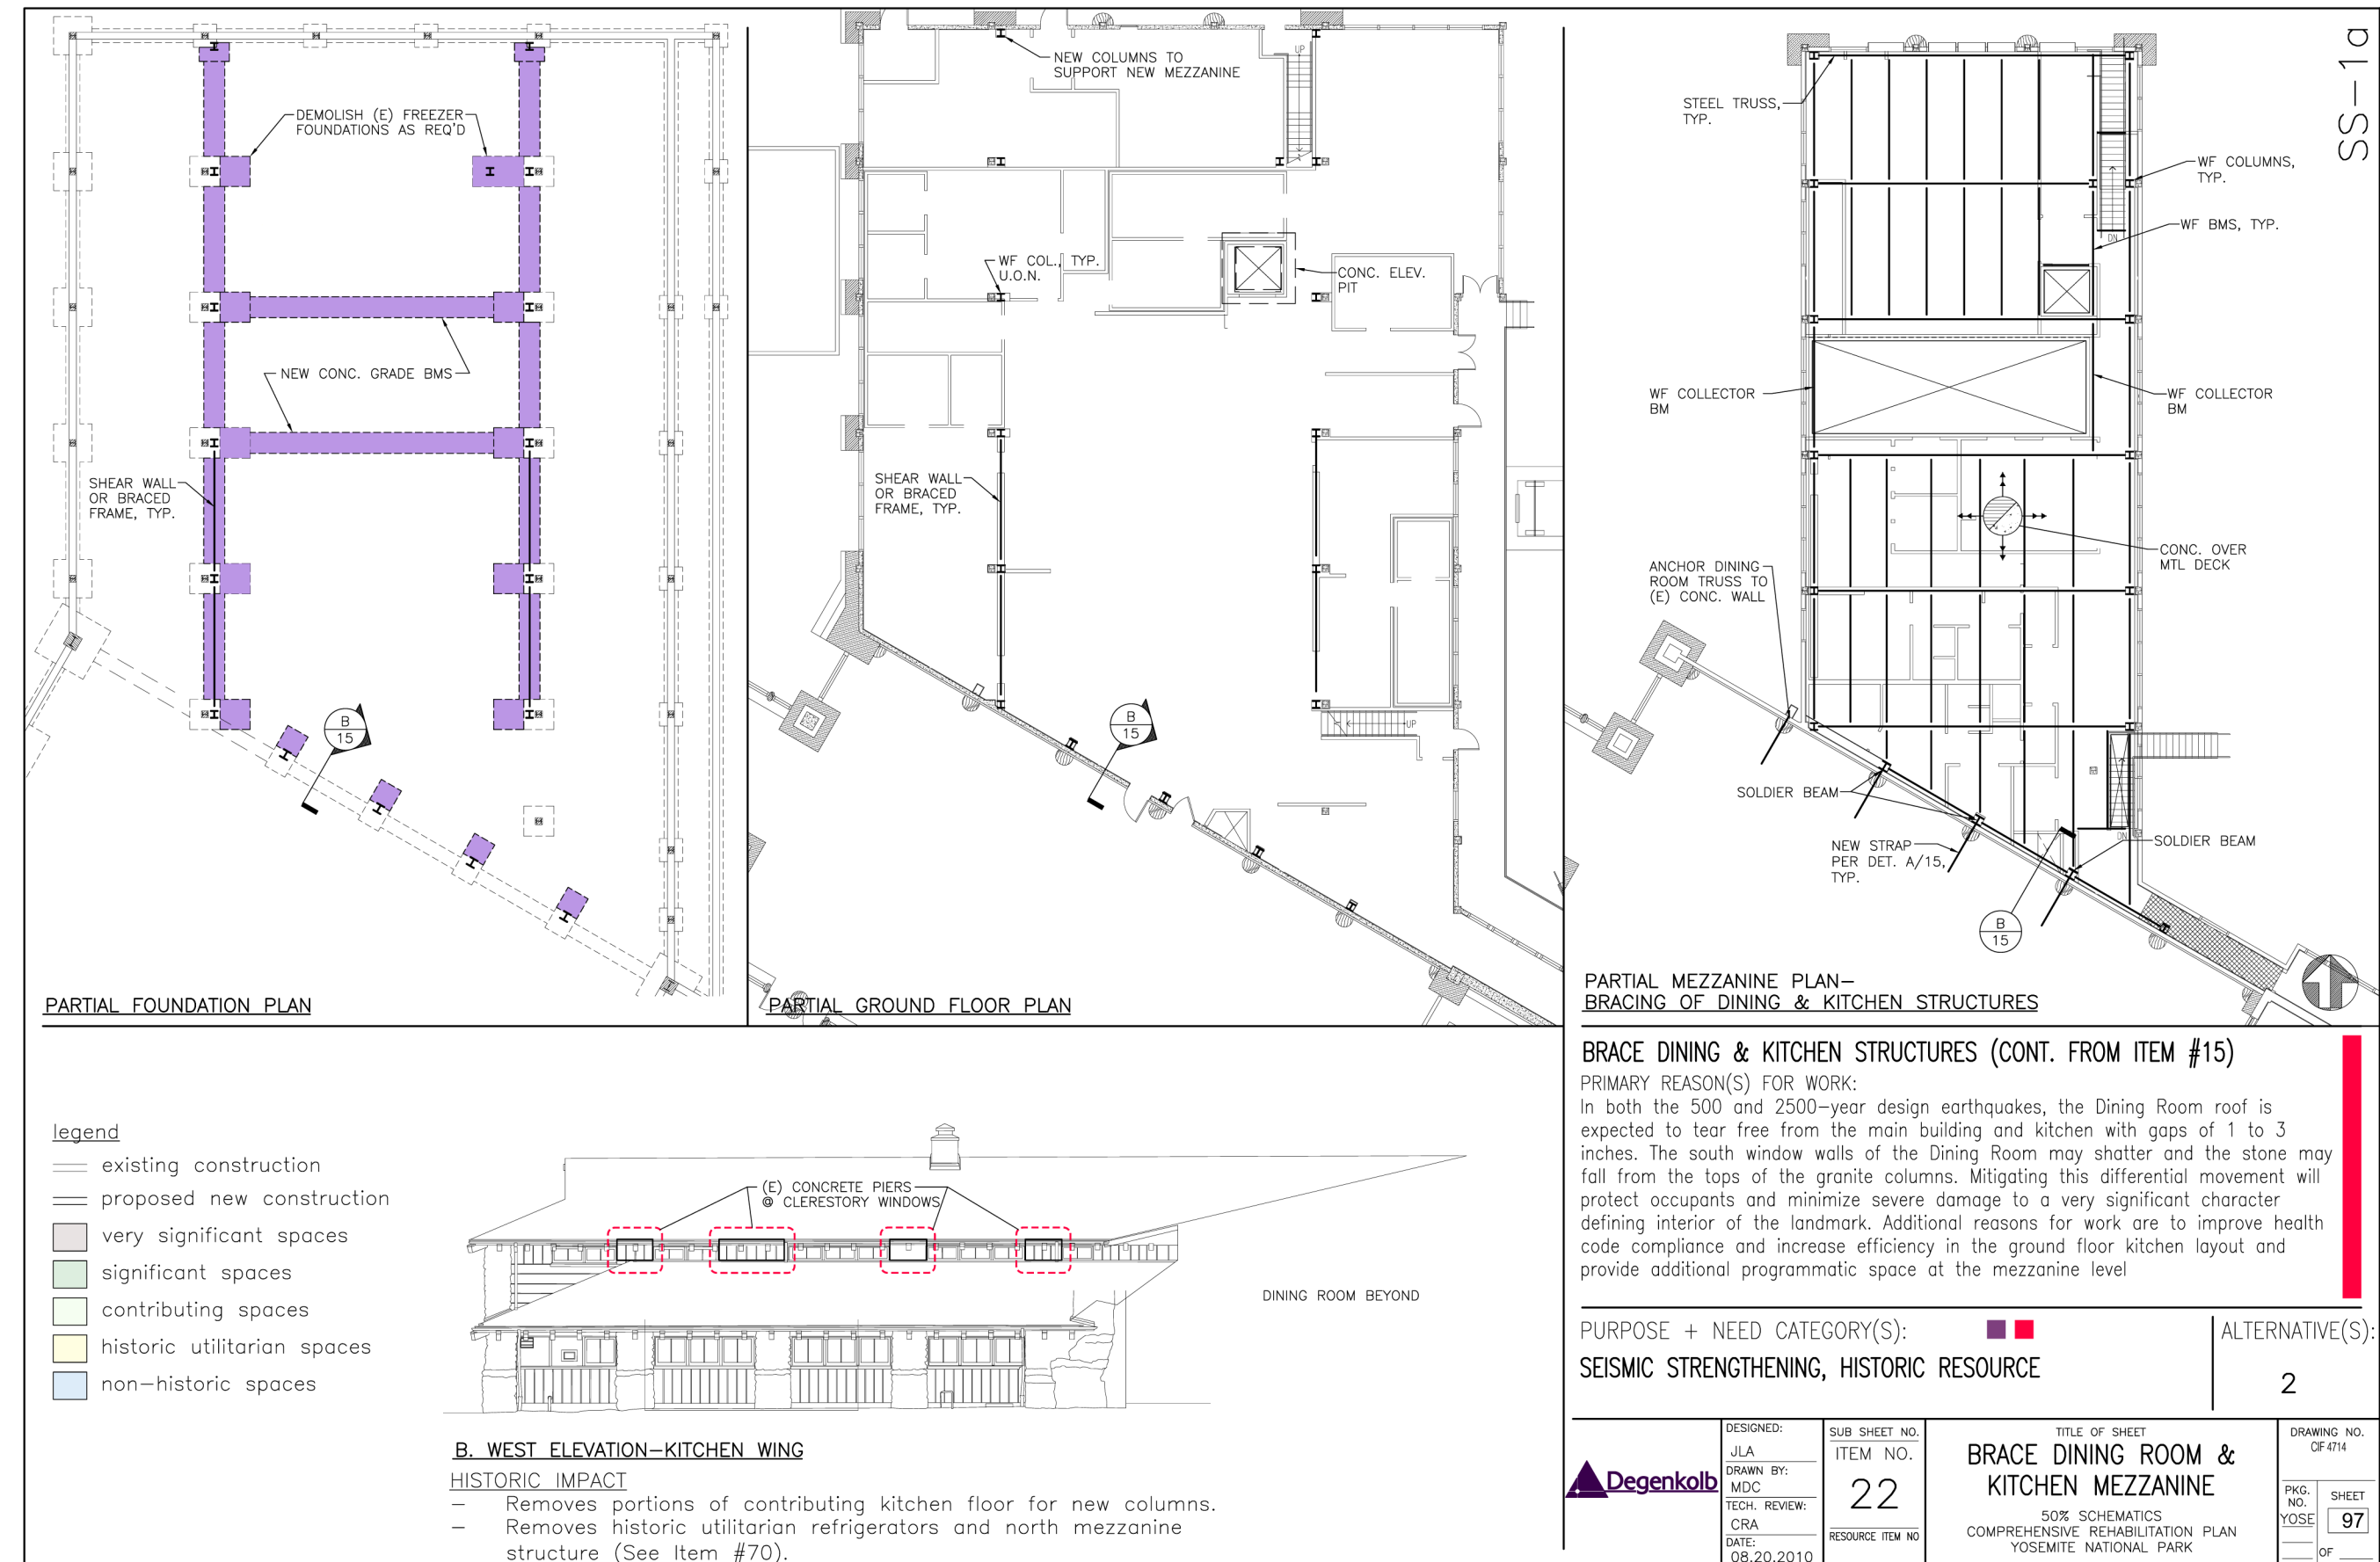 SS-1a
DEMOLISH (E) FREEZER
FOUNDATIONS AS REQ'D
NEW CONC. GRADE BMS
SHEAR WALL
OR BRACED
FRAME, TYP.
B
15
PARTIAL FOUNDATION PLAN
NEW COLUMNS TO
SUPPORT NEW MEZZANINE
UP
WF COL., TYP.
U.O.N.
CONC. ELEV.
PIT
SHEAR WALL
OR BRACED
FRAME, TYP.
B
15
UP
PARTIAL GROUND FLOOR PLAN
STEEL TRUSS,
TYP.
WF COLUMNS,
TYP.
WF BMS, TYP.
DN
WF COLLECTOR
BM
WF COLLECTOR
BM
CONC. OVER
MTL DECK
ANCHOR DINING
ROOM TRUSS TO
(E) CONC. WALL
SOLDIER BEAM
DN
SOLDIER BEAM
NEW STRAP
PER DET. A/15,
TYP.
B
15
PARTIAL MEZZANINE PLAN-
BRACING OF DINING & KITCHEN STRUCTURES
legend
existing construction
proposed new construction
very significant spaces
significant spaces
contributing spaces
historic utilitarian spaces
non-historic spaces
(E) CONCRETE PIERS
@ CLERESTORY WINDOWS
DINING ROOM BEYOND
B. WEST ELEVATION-KITCHEN WING
HISTORIC IMPACT
- Removes portions of contributing kitchen floor for new columns.
- Removes historic utilitarian refrigerators and north mezzanine
structure (See Item #70).
BRACE DINING & KITCHEN STRUCTURES (CONT. FROM ITEM #15)
PRIMARY REASON(S) FOR WORK:
In both the 500 and 2500-year design earthquakes, the Dining Room roof is
expected to tear free from the main building and kitchen with gaps of 1 to 3
inches. The south window walls of the Dining Room may shatter and the stone may
fall from the tops of the granite columns. Mitigating this differential movement will
protect occupants and minimize severe damage to a very significant character
defining interior of the landmark. Additional reasons for work are to improve health
code compliance and increase efficiency in the ground floor kitchen layout and
provide additional programmatic space at the mezzanine level
PURPOSE + NEED CATEGORY(S):
SEISMIC STRENGTHENING, HISTORIC RESOURCE
ALTERNATIVE(S):
2
Degenkolb
DESIGNED:
JLA
DRAWN BY:
MDC
TECH. REVIEW:
CRA
DATE:
08.20.2010
SUB SHEET NO.
ITEM NO.
22
RESOURCE ITEM NO
TITLE OF SHEET
BRACE DINING ROOM &
KITCHEN MEZZANINE
50% SCHEMATICS
COMPREHENSIVE REHABILITATION PLAN
YOSEMITE NATIONAL PARK
DRAWING NO.
CIF 4714
PKG.
NO.
YOSE
SHEET
97
OF